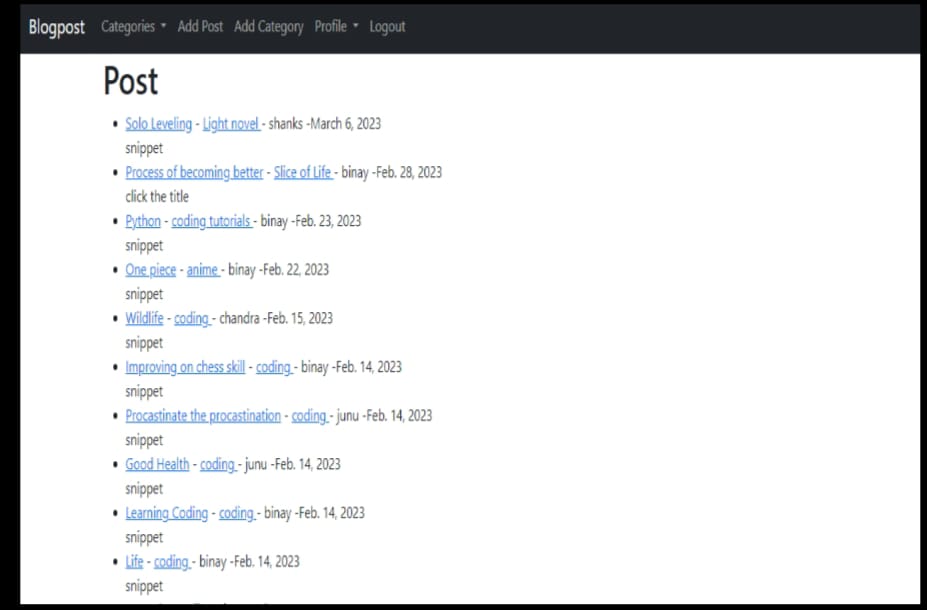 Blogpost Categories Add Post Add Category Profile Logout
Post
Solo Leveling - Light novel - shanks -March 6, 2023
snippet
Process of becoming better - Slice of Life - binay -Feb. 28, 2023
click the title
Python - coding tutorials - binay -Feb. 23, 2023
snippet
One piece - anime - binay -Feb. 22, 2023
snippet
Wildlife - coding - chandra -Feb. 15, 2023
snippet
Improving on chess skill - coding - binay -Feb. 14, 2023
snippet
Procastinate the procastination - coding - junu -Feb. 14, 2023
snippet
Good Health - coding - junu -Feb. 14, 2023
snippet
Learning Coding - coding - binay -Feb. 14, 2023
snippet
Life - coding - binay -Feb. 14, 2023
snippet